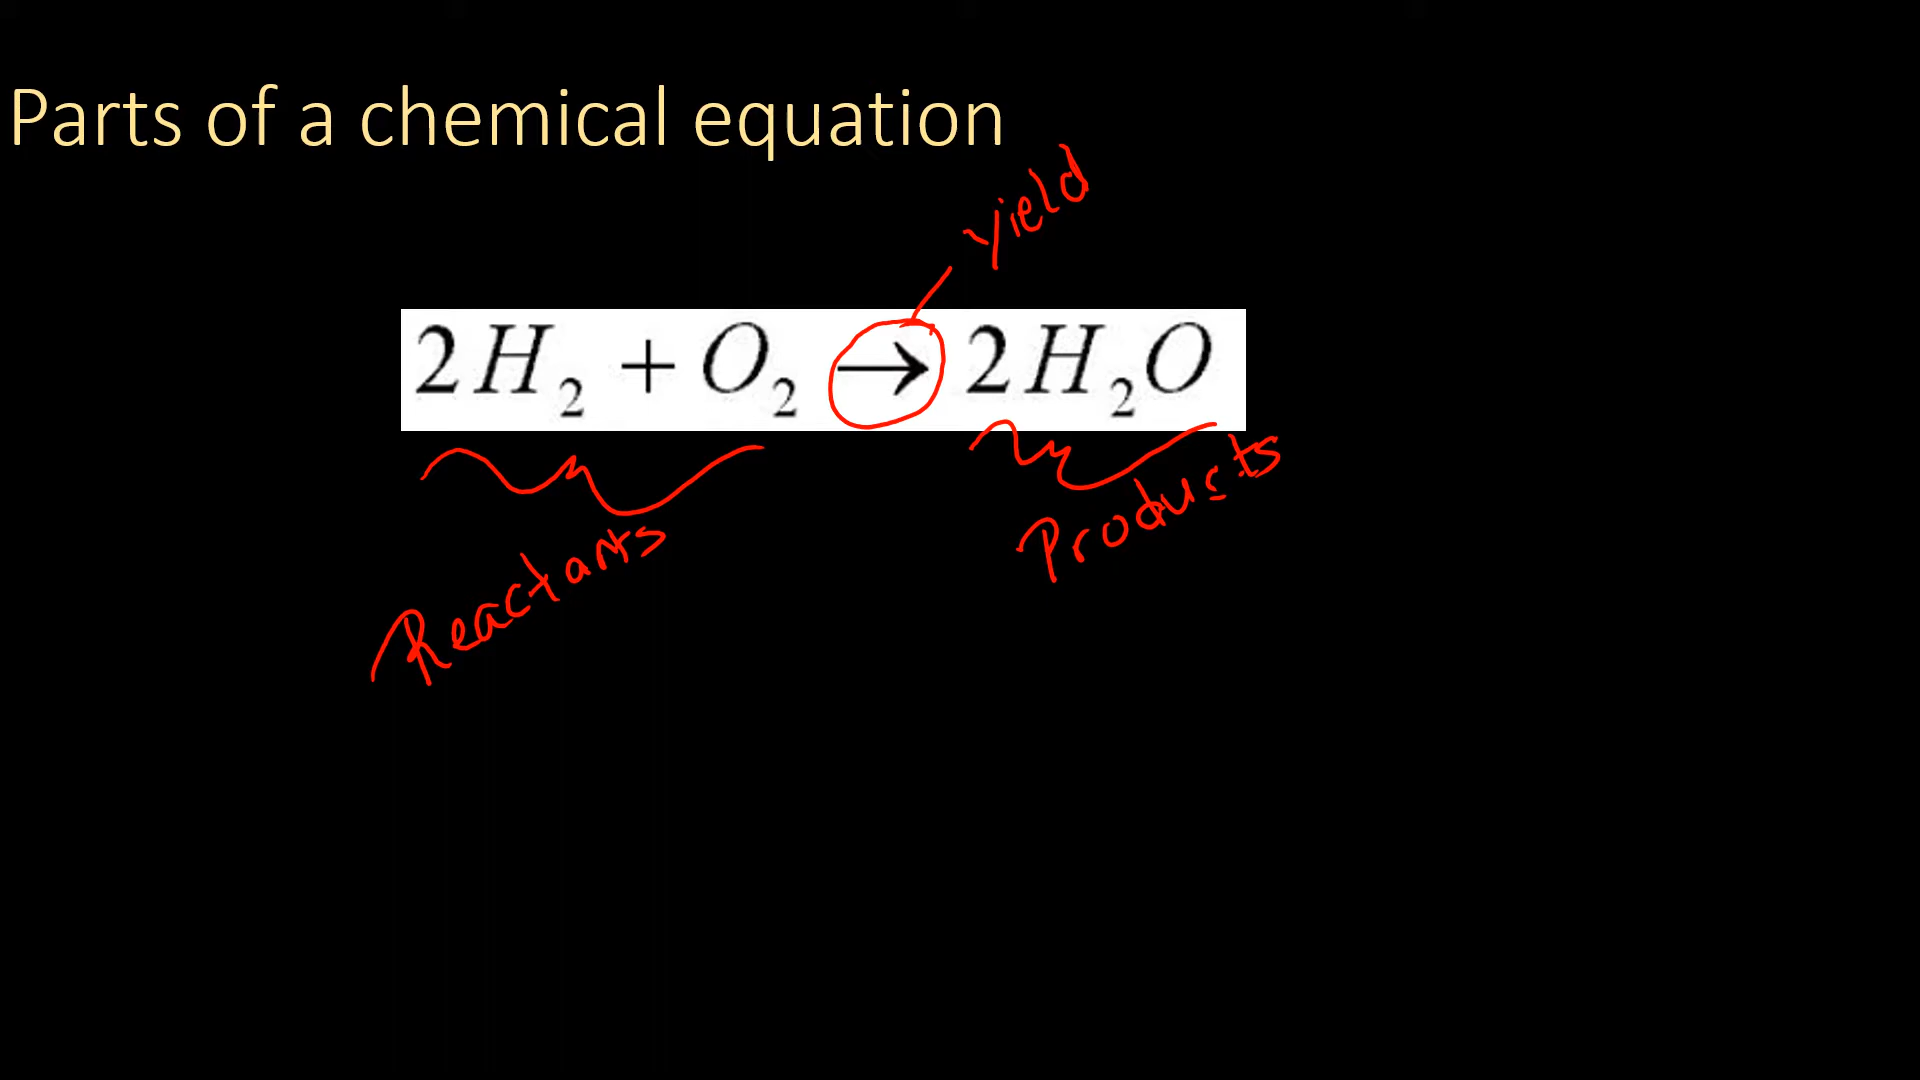 Parts of a chemical equation
yield
2H₂ + O₂ → 2H₂O
Reactants
Products